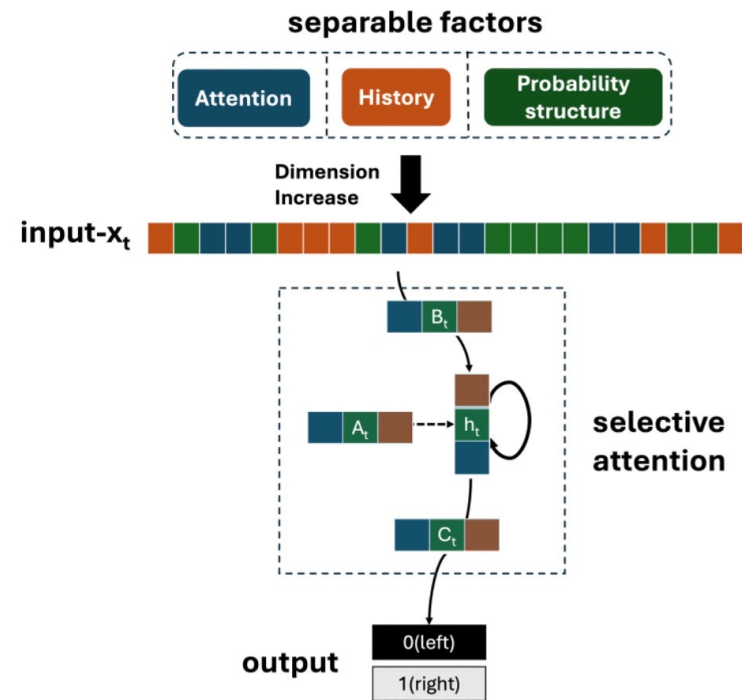 separable factors
Attention
History
Probability
structure
Dimension
Increase
input-xₜ
Bₜ
Aₜ
hₜ
selective
attention
Cₜ
0(left)
output
1(right)